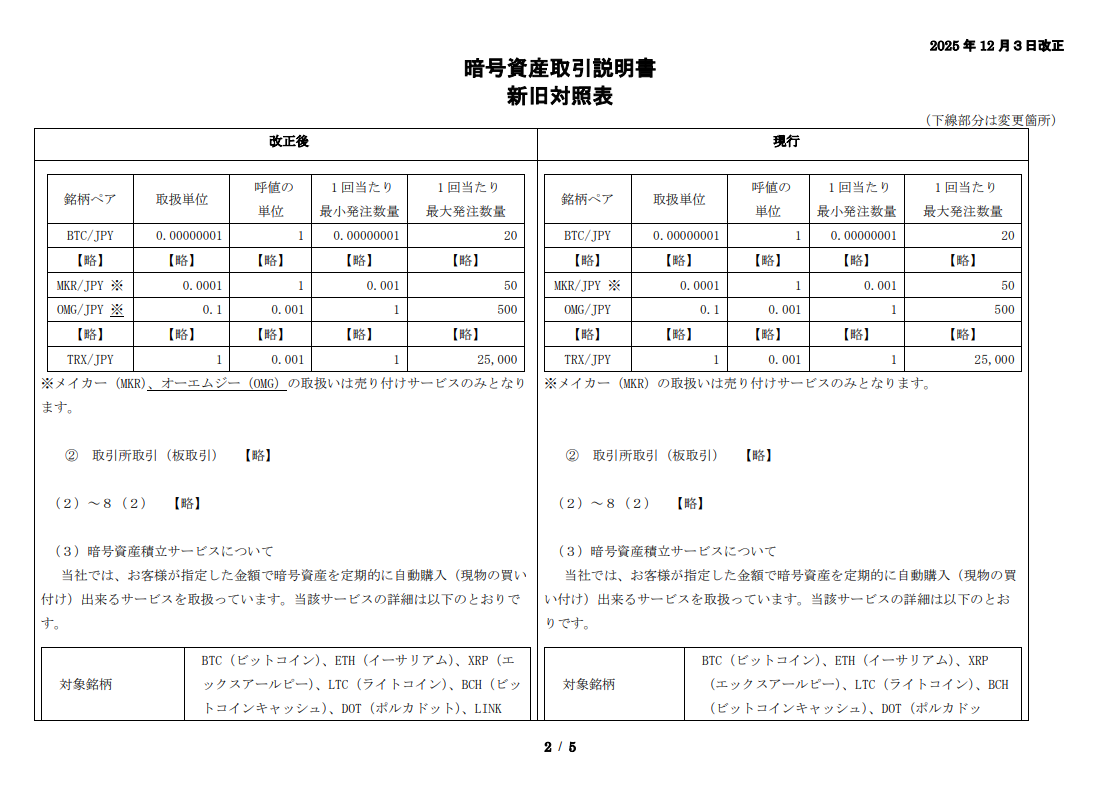 2025年12月3日改正
暗号資産取引説明書
新旧対照表
（下線部分は変更箇所）
改正後
銘柄ペア 取扱単位 呼値の単位 １回当たり最小発注数量 １回当たり最大発注数量
BTC/JPY 0.00000001 1 0.00000001 20
【略】 【略】 【略】 【略】 【略】
MKR/JPY ※ 0.0001 1 0.001 50
OMG/JPY ※ 0.1 0.001 1 500
【略】 【略】 【略】 【略】 【略】
TRX/JPY 1 0.001 1 25,000
※メイカー（MKR）、オーエムジー（OMG）の取扱いは売り付けサービスのみとなり
ます。
② 取引所取引（板取引） 【略】
（２）～８（２） 【略】
（３）暗号資産積立サービスについて
当社では、お客様が指定した金額で暗号資産を定期的に自動購入（現物の買い
付け）出来るサービスを取扱っています。当該サービスの詳細は以下のとおりで
す。
対象銘柄
BTC（ビットコイン）、ETH（イーサリアム）、XRP（エ
ックスアールピー）、LTC（ライトコイン）、BCH（ビッ
トコインキャッシュ）、DOT（ポルカドット）、LINK
現行
銘柄ペア 取扱単位 呼値の単位 １回当たり最小発注数量 １回当たり最大発注数量
BTC/JPY 0.00000001 1 0.00000001 20
【略】 【略】 【略】 【略】 【略】
MKR/JPY ※ 0.0001 1 0.001 50
OMG/JPY 0.1 0.001 1 500
【略】 【略】 【略】 【略】 【略】
TRX/JPY 1 0.001 1 25,000
※メイカー（MKR）の取扱いは売り付けサービスのみとなります。
② 取引所取引（板取引） 【略】
（２）～８（２） 【略】
（３）暗号資産積立サービスについて
当社では、お客様が指定した金額で暗号資産を定期的に自動購入（現物の買
い付け）出来るサービスを取扱っています。当該サービスの詳細は以下のとお
りです。
対象銘柄
BTC（ビットコイン）、ETH（イーサリアム）、XRP
（エックスアールピー）、LTC（ライトコイン）、BCH
（ビットコインキャッシュ）、DOT（ポルカドッ
2 / 5